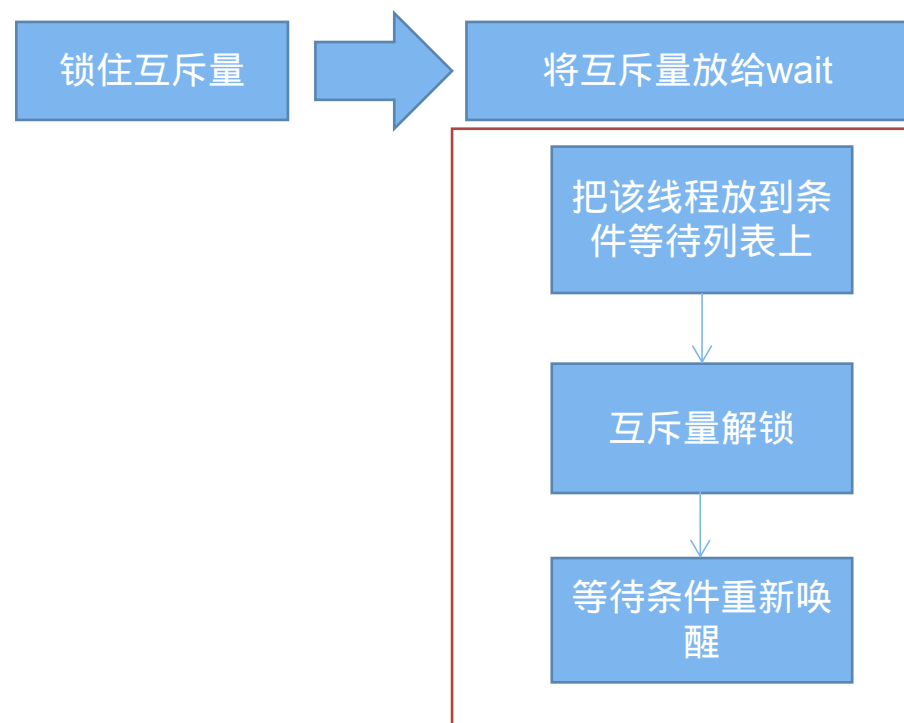 锁住互斥量
将互斥量放给wait
把该线程放到条
件等待列表上
互斥量解锁
等待条件重新唤
醒